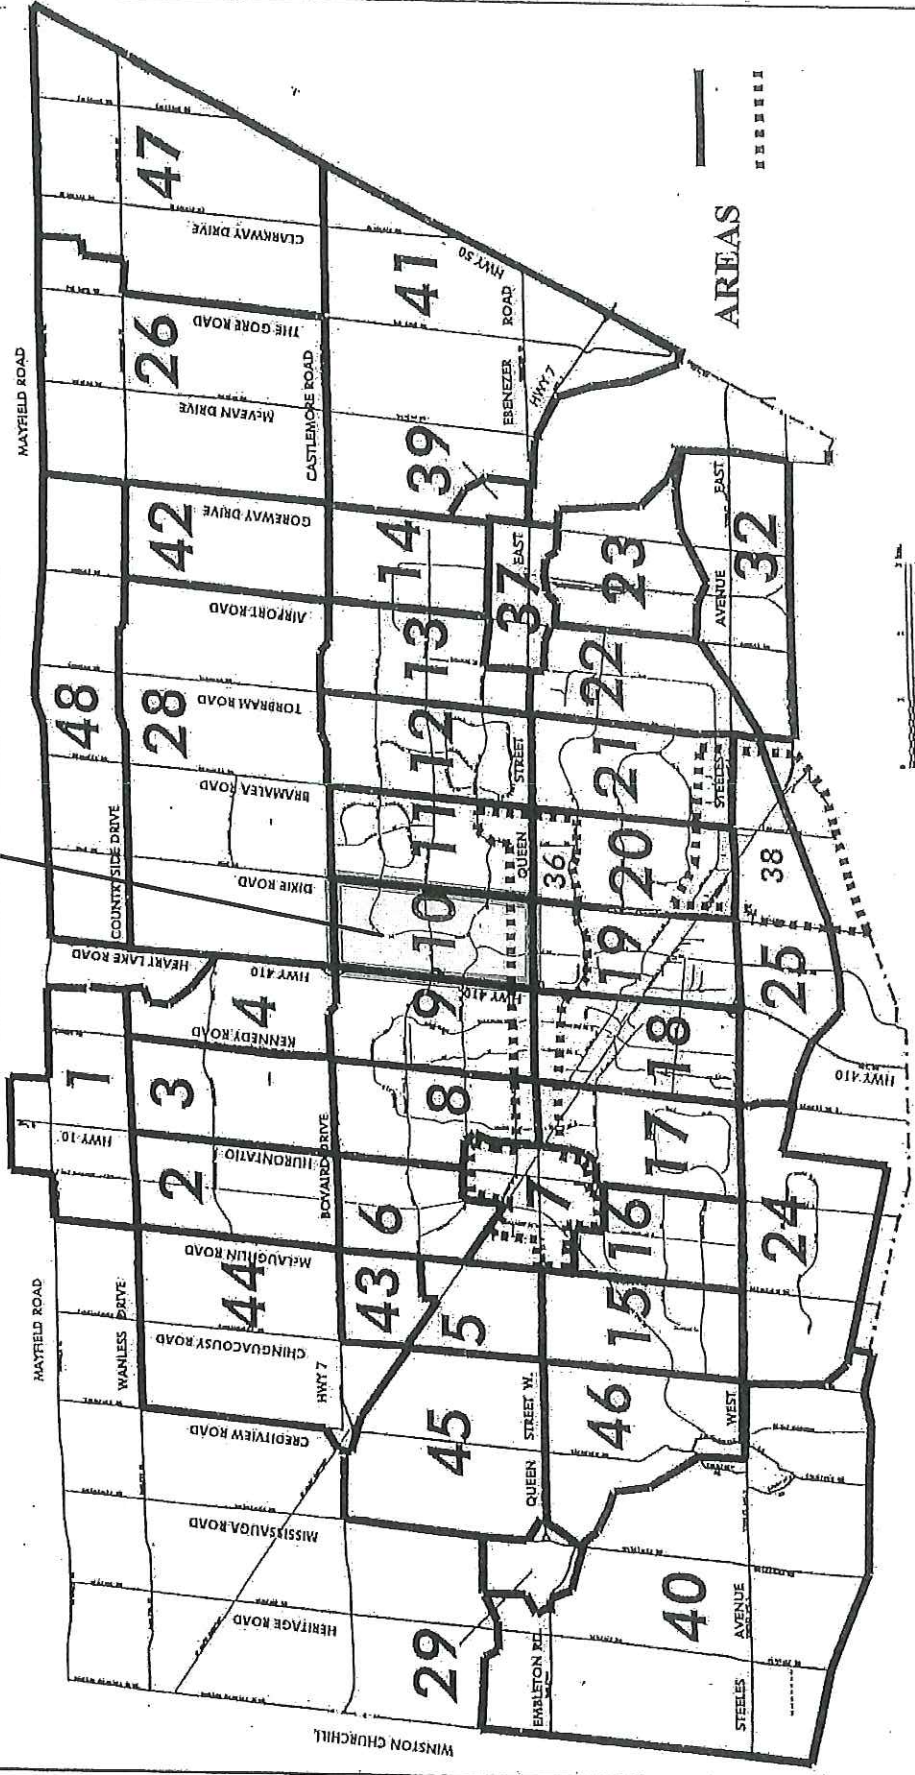 MAYFIELD ROAD
MAYFIELD ROAD
47
CLARKWAY DRIVE
26
THE GORE ROAD
McVEAN DRIVE
CASTLEMORE ROAD
41
HWY 50
EBENEZER ROAD
HWY 7
39
42
GOREWAY DRIVE
AIRPORT ROAD
14
13
37
EAST
23
32
AVENUE EAST
AREAS
48
28
TORBRAM ROAD
BRAMALEA ROAD
COUNTRYSIDE DRIVE
DIXIE ROAD
12
11
10
QUEEN STREET
22
21
20
36
STEELES
38
HEART LAKE ROAD
HWY 410
4
KENNEDY ROAD
9
HWY 410
19
18
25
HWY 410
1
3
HWY 10
2
HURONTARIO
BOVAIRD DRIVE
8
7
6
17
16
24
McLAUGHLIN ROAD
44
WANLESS DRIVE
CHINGUACOUSY ROAD
43
5
15
HWY 7
CREDITVIEW ROAD
45
QUEEN STREET W.
46
WEST
MISSISSAUGA ROAD
HERITAGE ROAD
29
EMBLETON RD.
40
STEELES AVENUE
WINSTON CHURCHILL